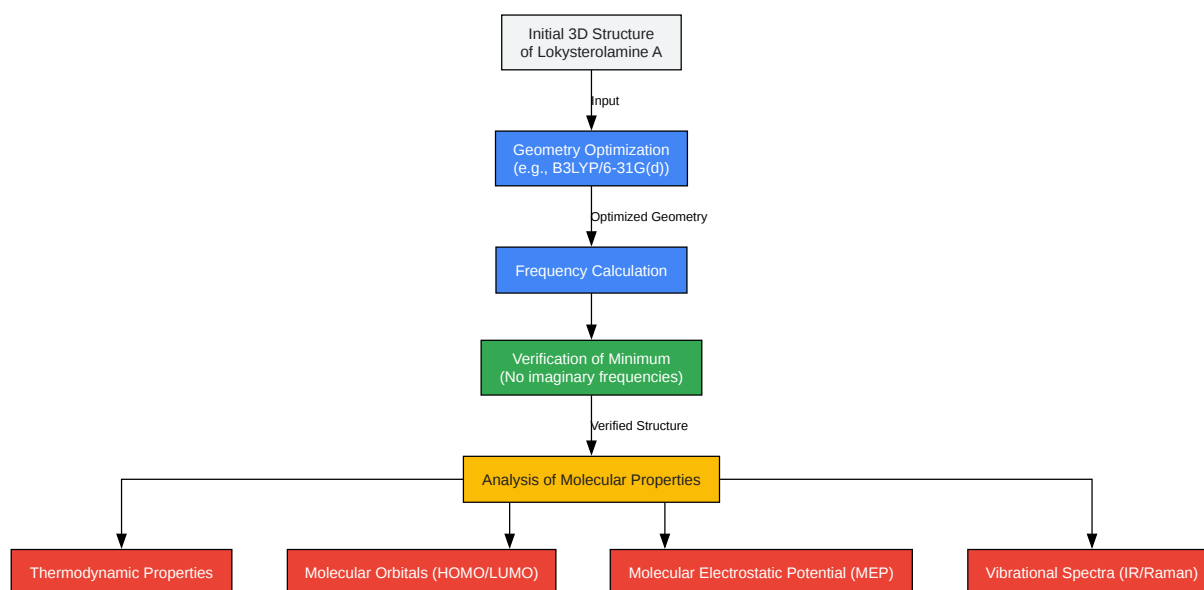 Initial 3D Structure
of Lokysterolamine A
Input
Geometry Optimization
(e.g., B3LYP/6-31G(d))
Optimized Geometry
Frequency Calculation
Verification of Minimum
(No imaginary frequencies)
Verified Structure
Analysis of Molecular Properties
Thermodynamic Properties
Molecular Orbitals (HOMO/LUMO)
Molecular Electrostatic Potential (MEP)
Vibrational Spectra (IR/Raman)